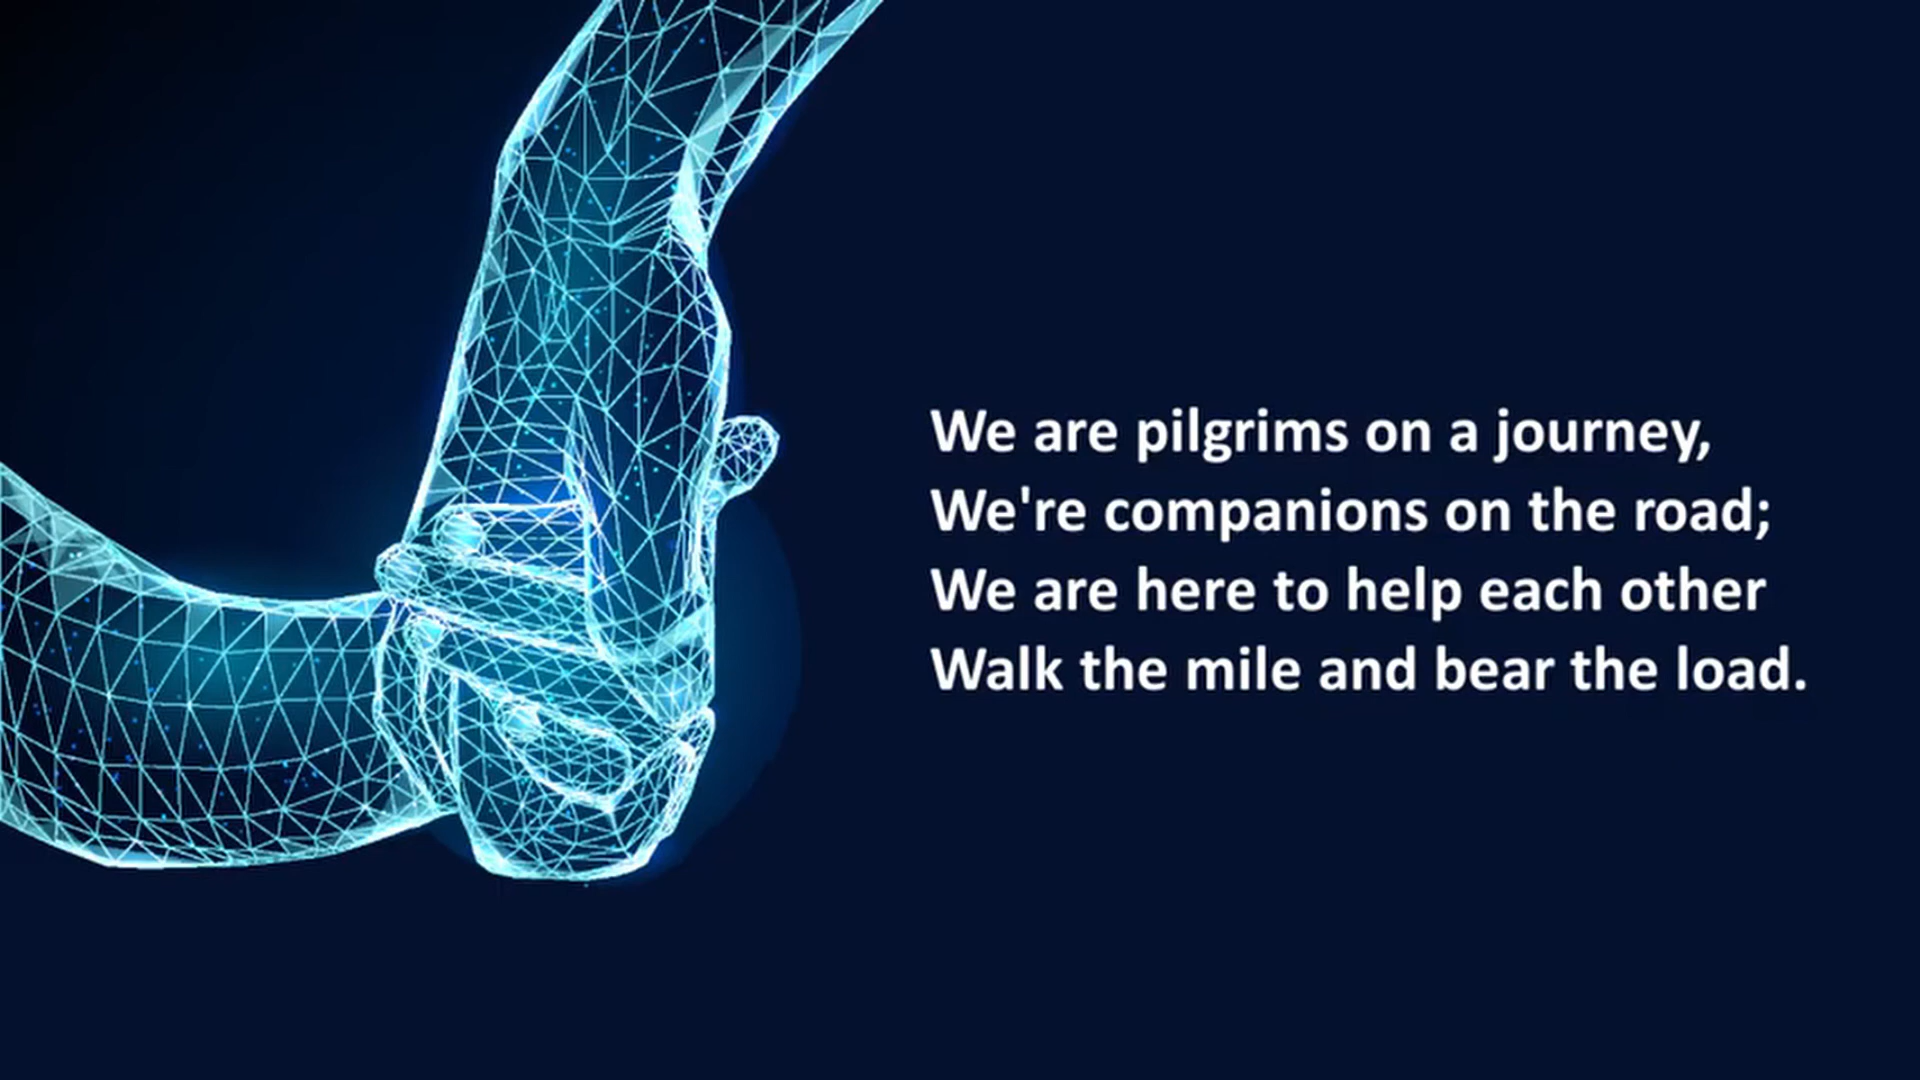 We are pilgrims on a journey,
We're companions on the road;
We are here to help each other
Walk the mile and bear the load.